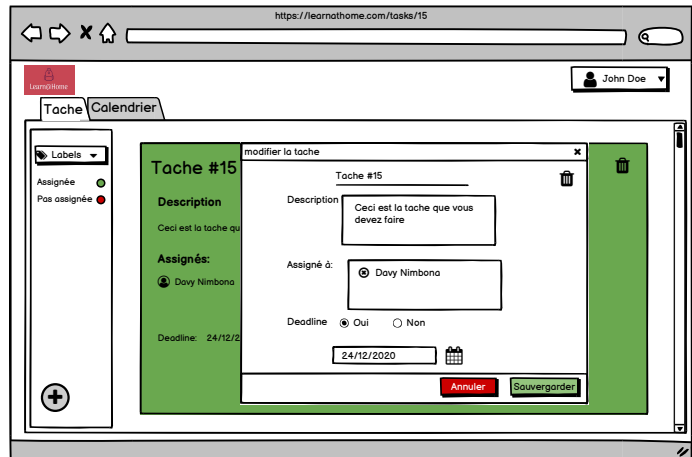 https://learnathome.com/tasks/15
Learn@Home
John Doe
Tache
Calendrier
Labels
Assignée
Pas assignée
Tache #15
Description
Ceci est la tache qu
Assignés:
Davy Nimbona
Deadline: 24/12/2
modifier la tache
Tache #15
Description
Ceci est la tache que vous
devez faire
Assigné à:
Davy Nimbona
Deadline
Oui
Non
24/12/2020
Annuler
Sauvergarder